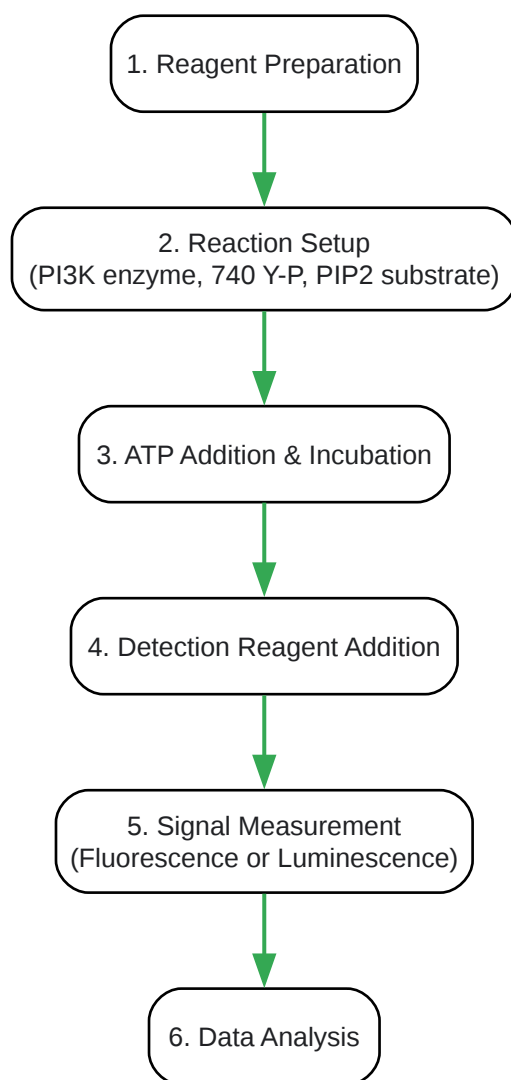 1. Reagent Preparation
2. Reaction Setup
(PI3K enzyme, 740 Y-P, PIP2 substrate)
3. ATP Addition & Incubation
4. Detection Reagent Addition
5. Signal Measurement
(Fluorescence or Luminescence)
6. Data Analysis